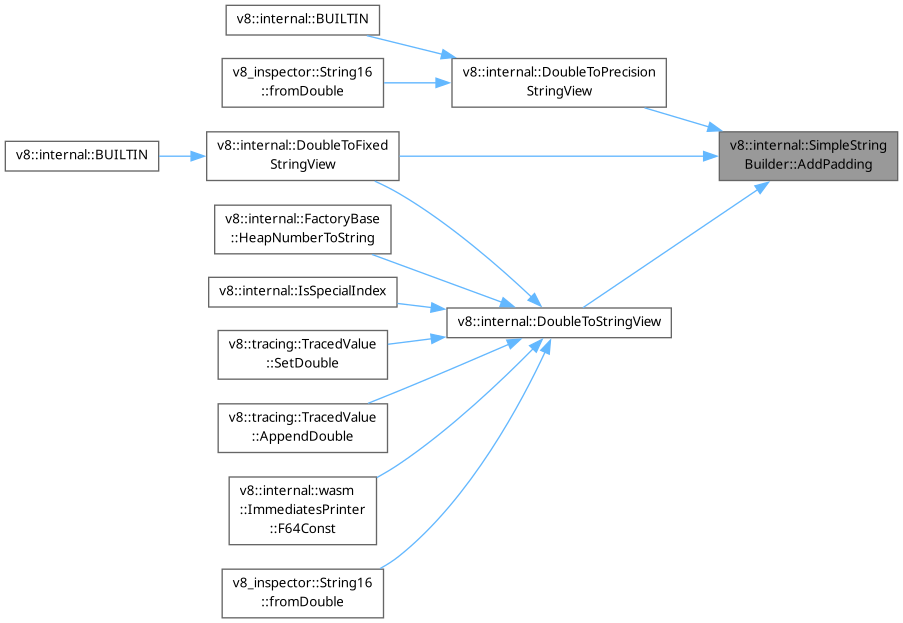 v8::internal::BUILTIN
v8_inspector::String16
::fromDouble
v8::internal::DoubleToPrecision
StringView
v8::internal::SimpleString
Builder::AddPadding
v8::internal::DoubleToFixed
StringView
v8::internal::BUILTIN
v8::internal::FactoryBase
::HeapNumberToString
v8::internal::IsSpecialIndex
v8::internal::DoubleToStringView
v8::tracing::TracedValue
::SetDouble
v8::tracing::TracedValue
::AppendDouble
v8::internal::wasm
::ImmediatesPrinter
::F64Const
v8_inspector::String16
::fromDouble